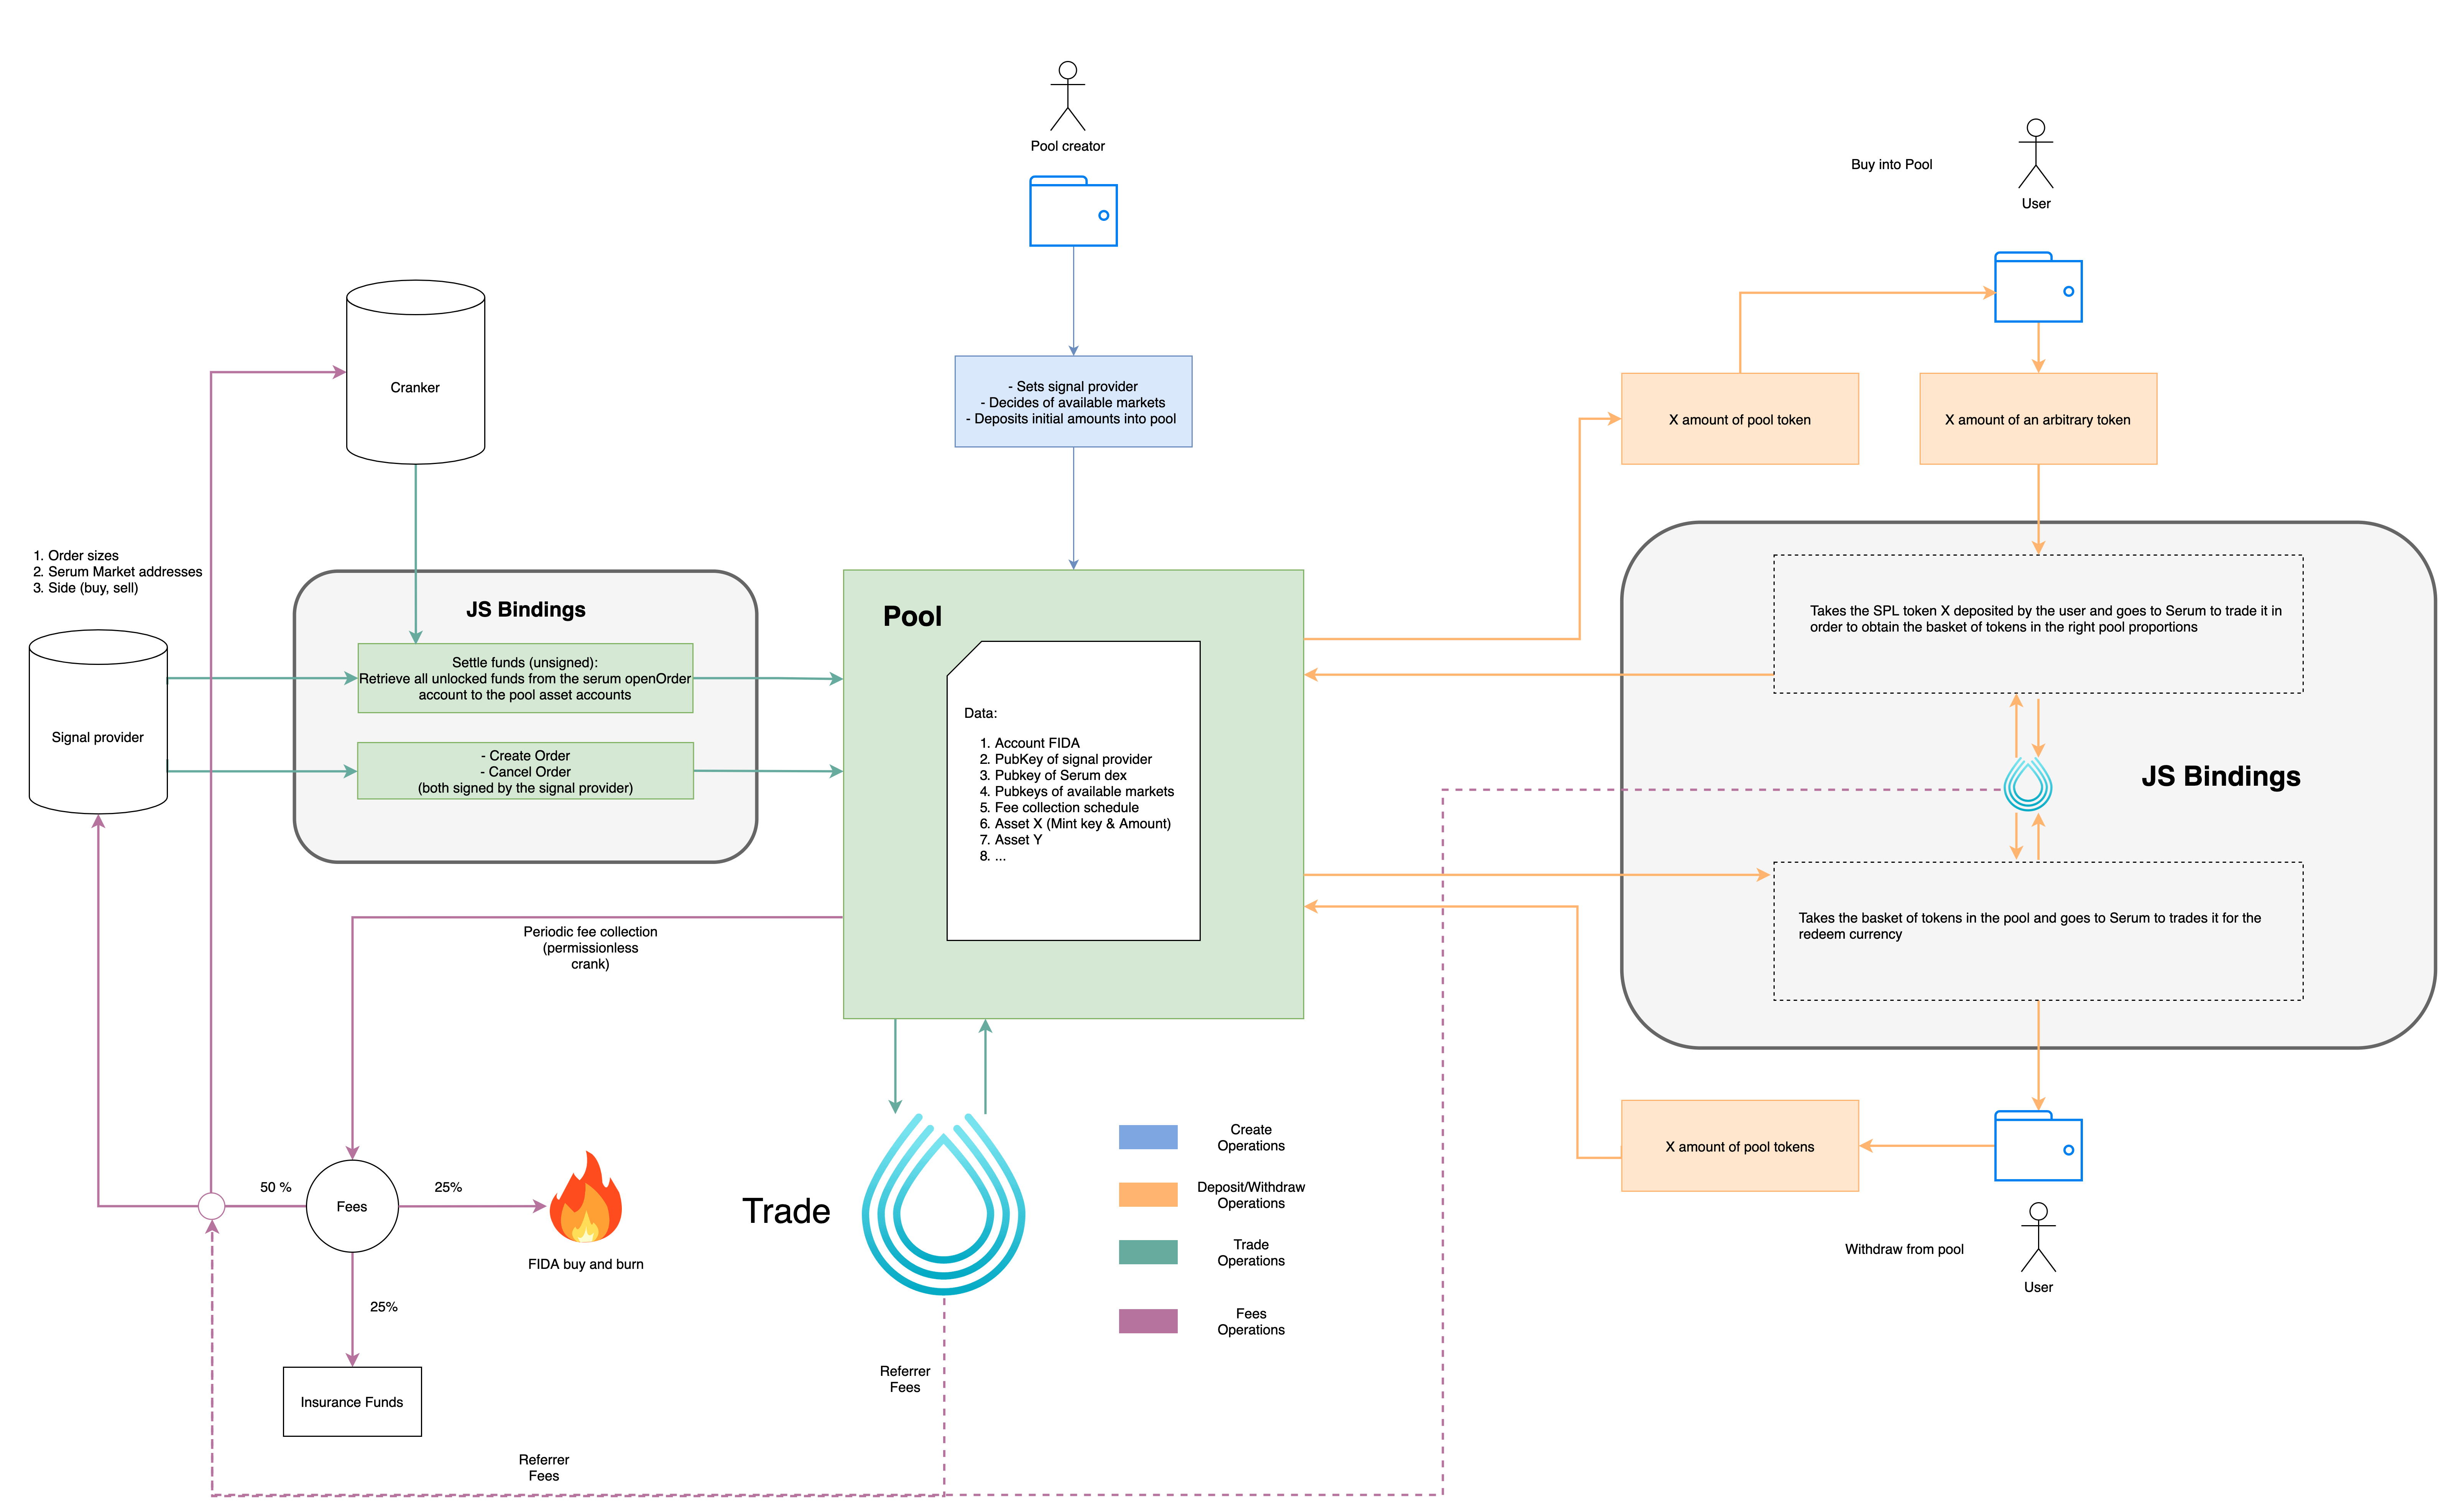 Pool creator
Buy into Pool
User
Cranker
- Sets signal provider
- Decides of available markets
- Deposits initial amounts into pool
X amount of pool token
X amount of an arbitrary token
1. Order sizes
2. Serum Market addresses
3. Side (buy, sell)
Signal provider
JS Bindings
Settle funds (unsigned):
Retrieve all unlocked funds from the serum openOrder
account to the pool asset accounts
- Create Order
- Cancel Order
(both signed by the signal provider)
Pool
Data:
1. Account FIDA
2. PubKey of signal provider
3. Pubkey of Serum dex
4. Pubkeys of available markets
5. Fee collection schedule
6. Asset X (Mint key & Amount)
7. Asset Y
8. ...
Takes the SPL token X deposited by the user and goes to Serum to trade it in
order to obtain the basket of tokens in the right pool proportions
JS Bindings
Takes the basket of tokens in the pool and goes to Serum to trades it for the
redeem currency
Periodic fee collection
(permissionless
crank)
50 %
Fees
25%
FIDA buy and burn
25%
Insurance Funds
Trade
Create
Operations
Deposit/Withdraw
Operations
Trade
Operations
Fees
Operations
X amount of pool tokens
Withdraw from pool
User
Referrer
Fees
Referrer
Fees